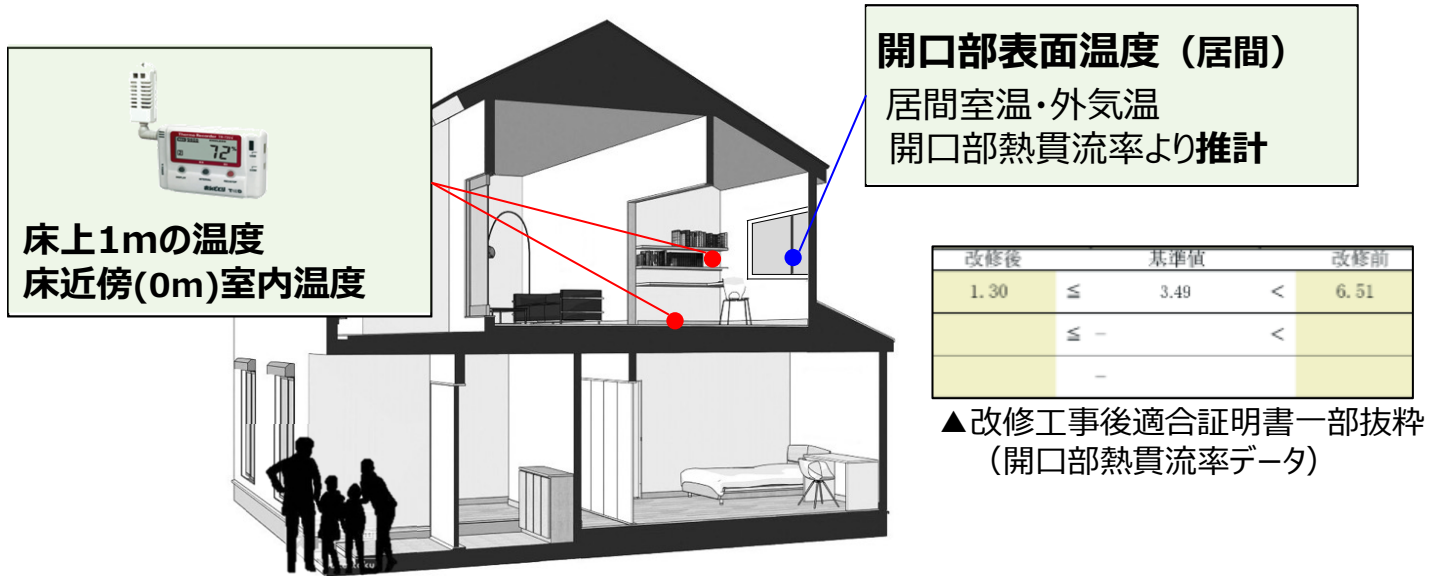 床上1mの温度
床近傍(0m)室内温度
72
開口部表面温度（居間）
居間室温・外気温
開口部熱貫流率より推計
改修後 基準値 改修前
1.30 ≦ 3.49 < 6.51
≦ - <
-
▲改修工事後適合証明書一部抜粋
（開口部熱貫流率データ）